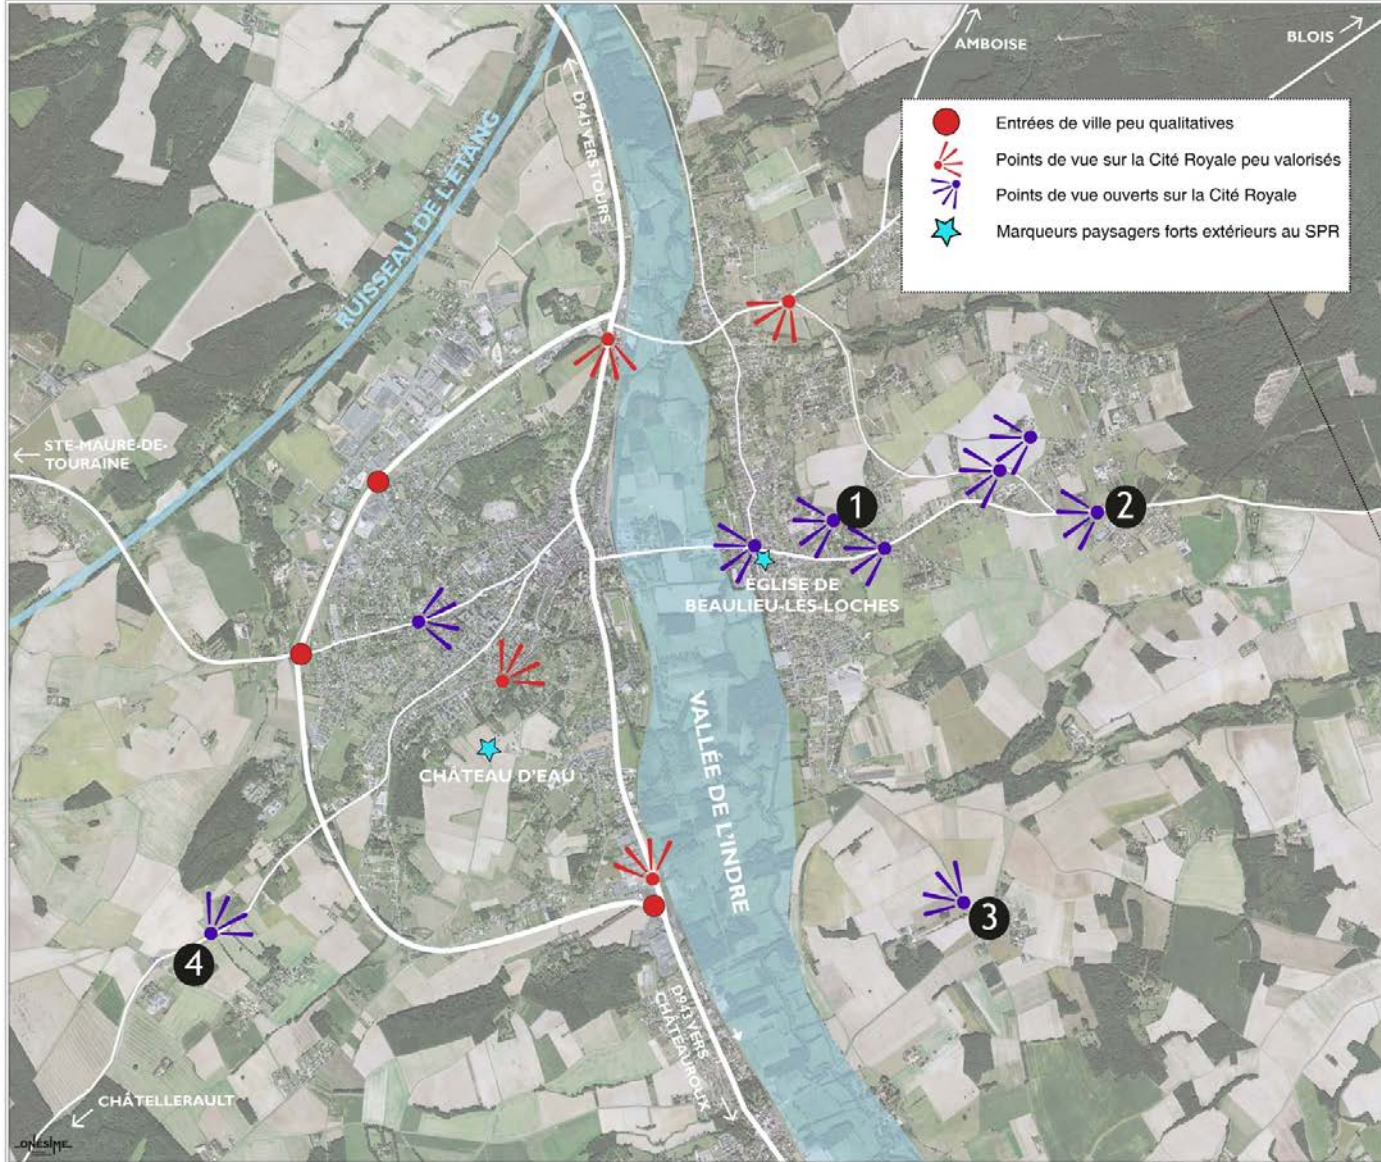 AMBOISE
BLOIS
Entrées de ville peu qualitatives
Points de vue sur la Cité Royale peu valorisés
Points de vue ouverts sur la Cité Royale
Marqueurs paysagers forts extérieurs au SPR
D943 VERS TOURS
RUISSEAU DE L'ETANG
STE-MAURE-DE-
TOURAINE
1
2
ÉGLISE DE
BEAULIEU-LES-LOCHES
CHÂTEAU D'EAU
VALLÉE DE L'INDRE
3
4
D943 VERS
CHÂTEAUROUX
CHÂTELLERAULT
ONÉSIME